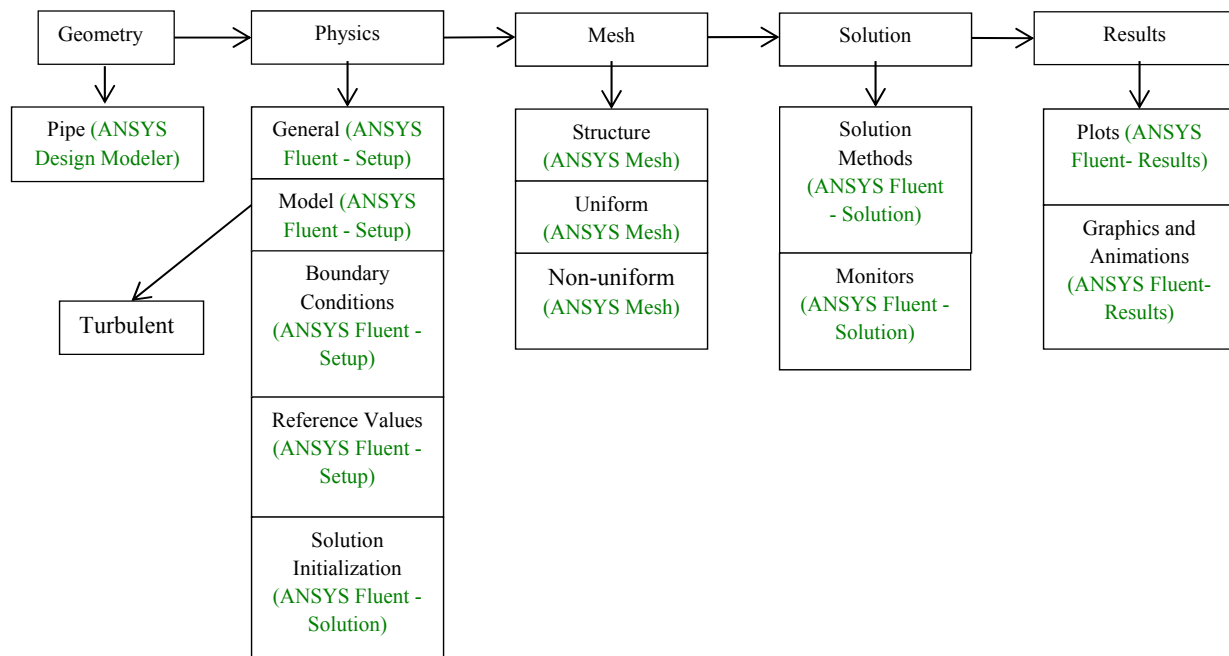 Geometry
Physics
Mesh
Solution
Results
Pipe (ANSYS
Design Modeler)
General (ANSYS
Fluent - Setup)
Model (ANSYS
Fluent - Setup)
Boundary
Conditions
(ANSYS Fluent -
Setup)
Reference Values
(ANSYS Fluent -
Setup)
Solution
Initialization
(ANSYS Fluent -
Solution)
Turbulent
Structure
(ANSYS Mesh)
Uniform
(ANSYS Mesh)
Non-uniform
(ANSYS Mesh)
Solution
Methods
(ANSYS Fluent
- Solution)
Monitors
(ANSYS Fluent -
Solution)
Plots (ANSYS
Fluent- Results)
Graphics and
Animations
(ANSYS Fluent-
Results)